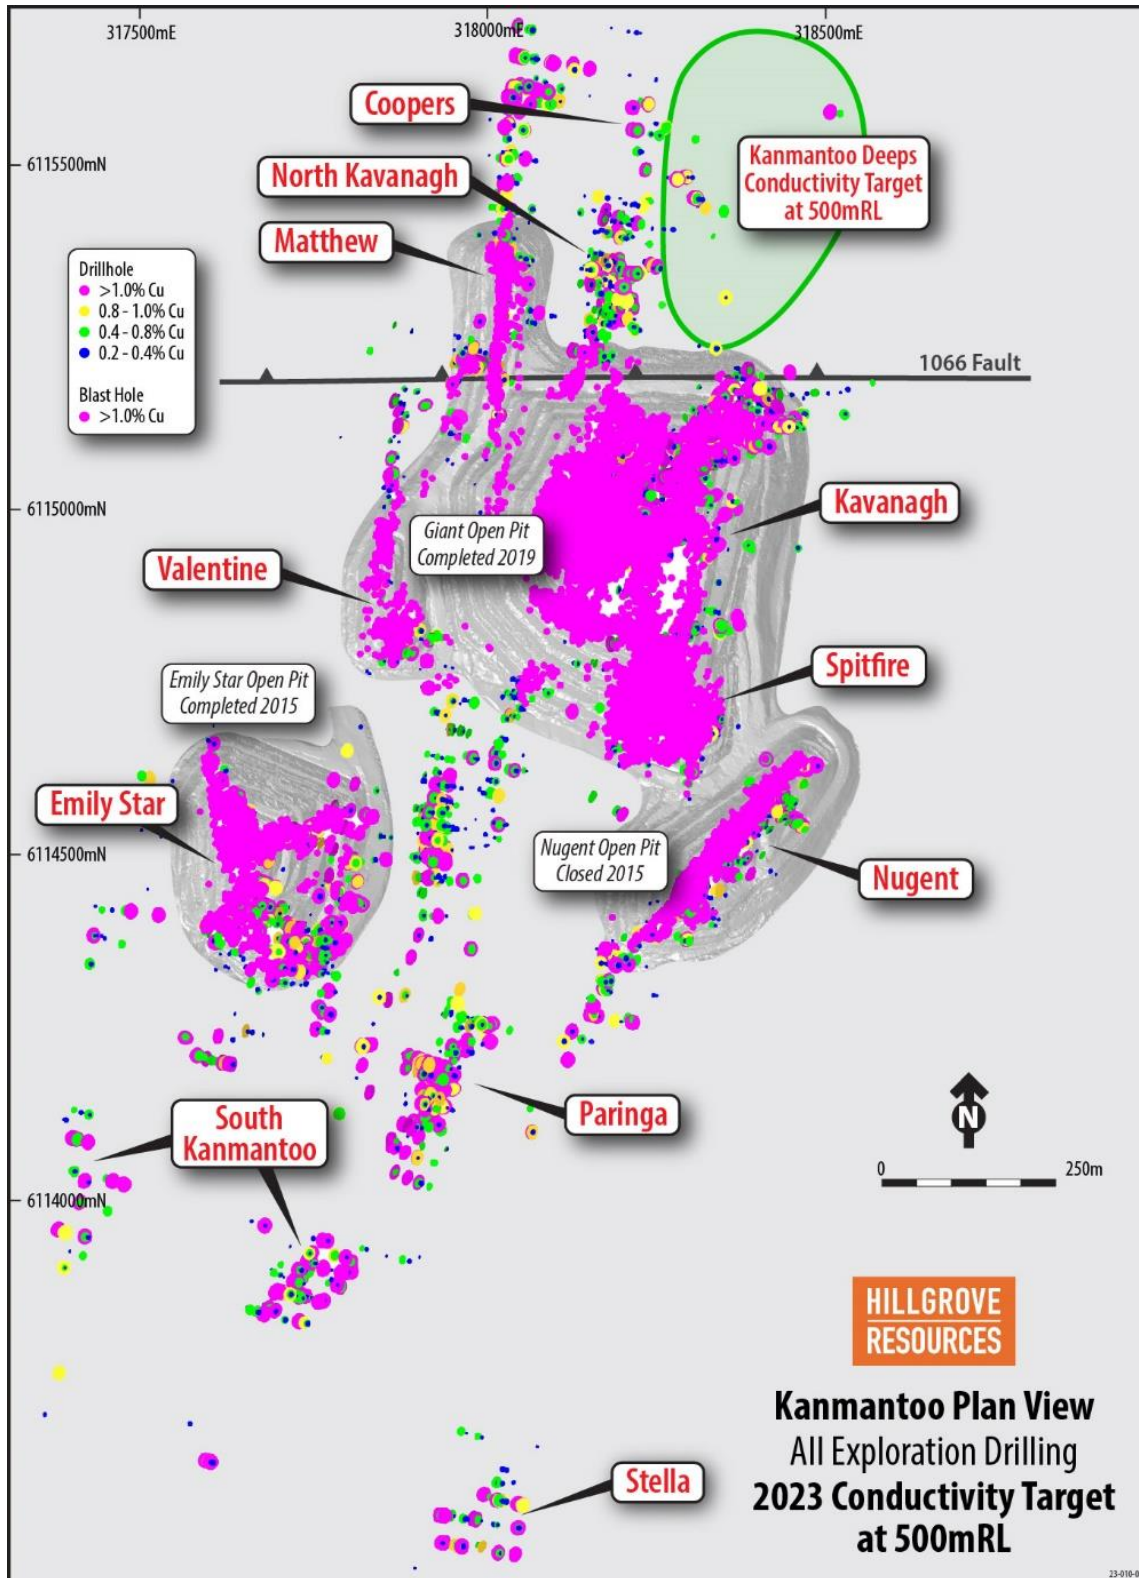 317500mE
318000mE
318500mE
Coopers
6115500mN
North Kavanagh
Kanmantoo Deeps
Conductivity Target
at 500mRL
Matthew
Drillhole
>1.0% Cu
0.8 - 1.0% Cu
0.4 - 0.8% Cu
0.2 - 0.4% Cu
Blast Hole
>1.0% Cu
1066 Fault
6115000mN
Kavanagh
Giant Open Pit
Completed 2019
Valentine
Spitfire
Emily Star Open Pit
Completed 2015
Emily Star
6114500mN
Nugent Open Pit
Closed 2015
Nugent
South
Kanmantoo
Paringa
N
0
250m
6114000mN
HILLGROVE
RESOURCES
Kanmantoo Plan View
All Exploration Drilling
2023 Conductivity Target
at 500mRL
Stella